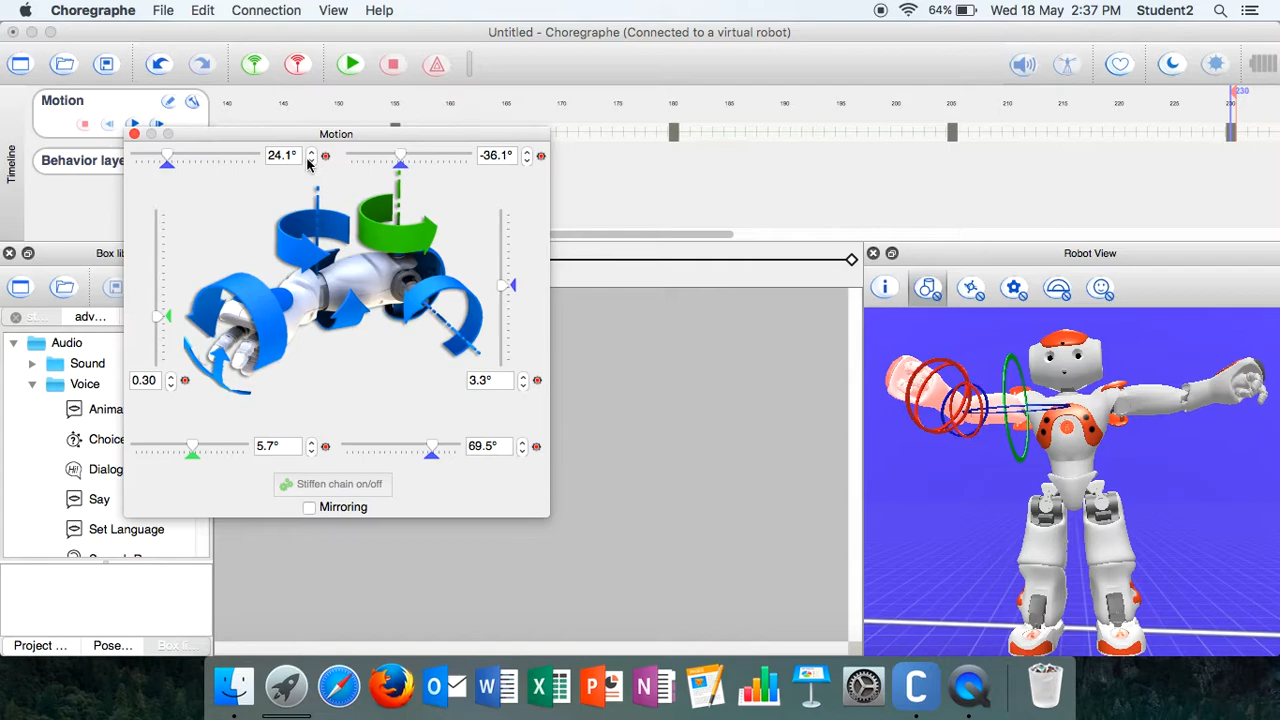 Choregraphe File Edit Connection View Help 64% Wed 18 May 2:37 PM Student2
Untitled - Choregraphe (Connected to a virtual robot)
Timeline
Motion
140 145 150 155 160 165 170 175 180 185 190 195 200 205 210 215 220 225 230
230
Behavior laye
Motion
24.1° -36.1°
0.30 3.3°
5.7° 69.5°
Stiffen chain on/off
Mirroring
Box lib
adv...
Audio
Sound
Voice
Anima
Choice
Hi! Dialog
Say
Set Language
Project ... Pose... Box li
Robot View